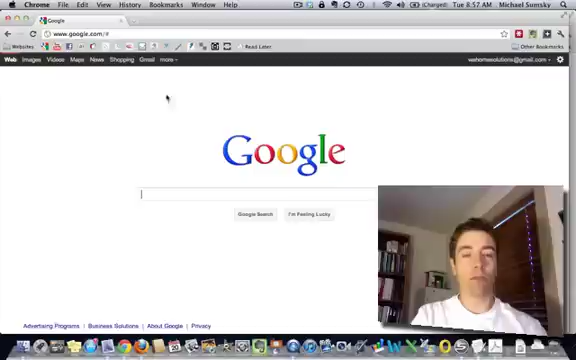 Chrome File Edit View History Bookmarks Window Help (Charged) Tue 8:57 AM Michael Sumsky
Google
www.google.com/#
Websites Read Later Other Bookmarks
Web Images Videos Maps News Shopping Gmail more
Google
Google Search I'm Feeling Lucky
Advertising Programs Business Solutions About Google Privacy